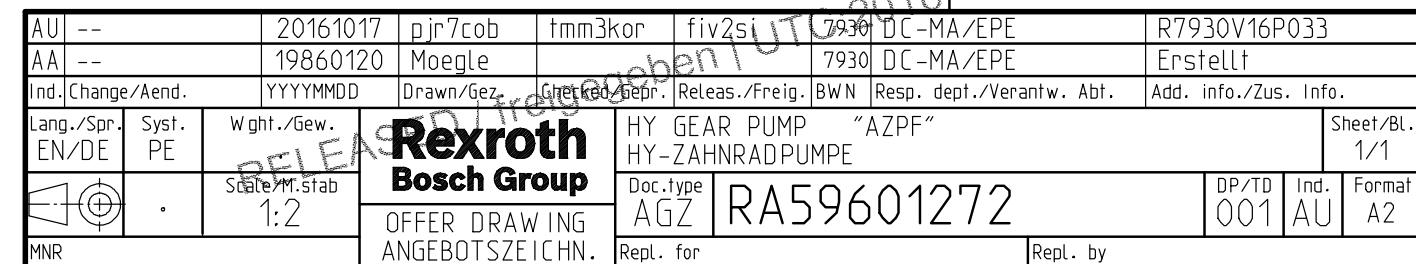 AU -- 20161017 pjr7cob tmm3kor fiv2si 7930 DC-MA/EPE R7930V16P033
AA -- 19860120 Moegle 7930 DC-MA/EPE Erstellt
Ind. Change/Aend. YYYYMMDD Drawn/Gez. Checked/Gepr. Releas./Freig. BWN Resp. dept./Verantw. Abt. Add. info./Zus. Info.
Lang./Spr. Syst. Wght./Gew. Rexroth HY GEAR PUMP "AZPF" Sheet/Bl.
EN/DE PE HY-ZAHNRADPUMPE 1/1
Scale/M.stab Bosch Group Doc.type RA59601272 DP/TD Ind. Format
1:2 AGZ 001 AU A2
OFFER DRAWING
MNR ANGEBOTSZEICHN. Repl. for Repl. by
RELEASED / freigegeben | UTC